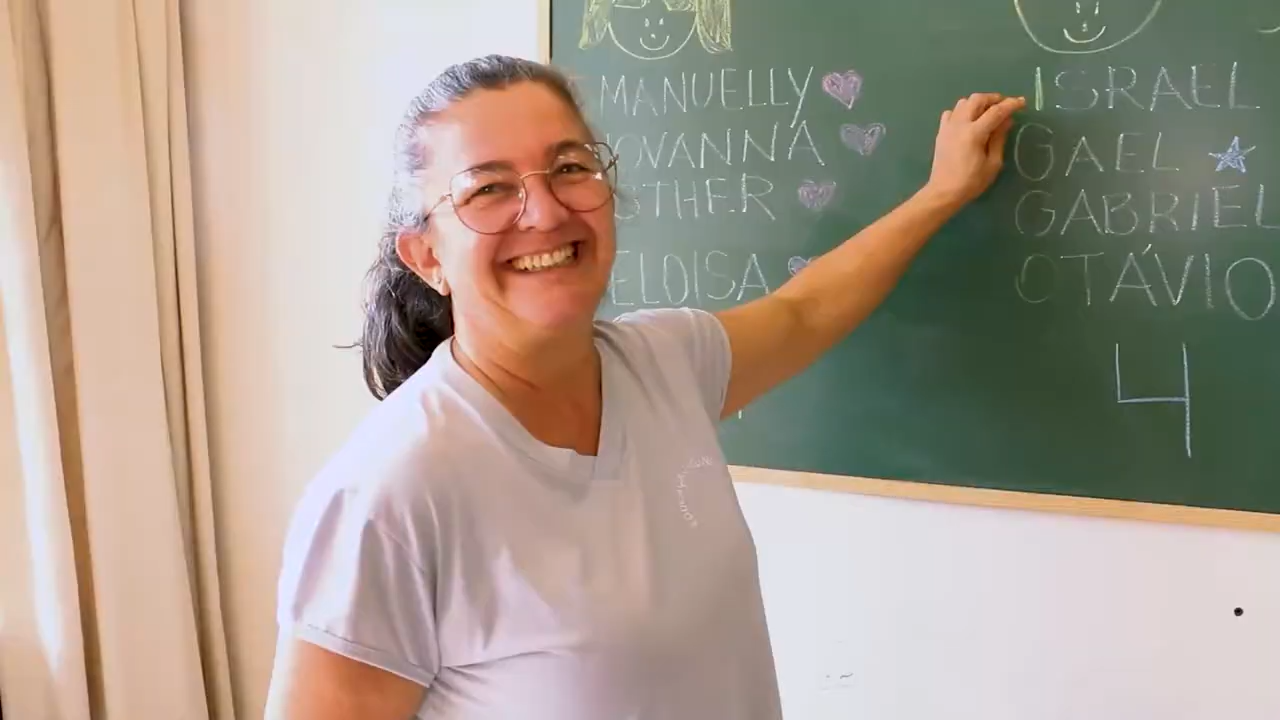 MANUELLY
OVANNA
STHER
ELOISA
ISRAEL
GAEL
GABRIEL
OTÁVIO
4